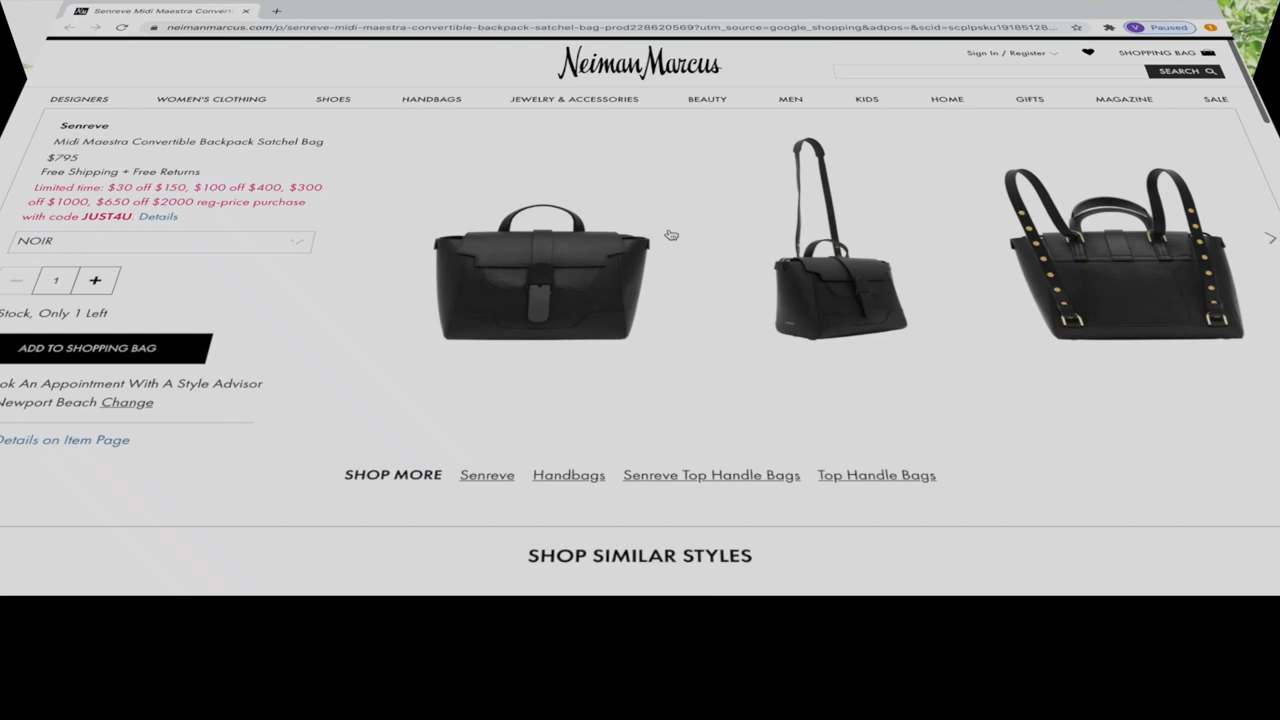 Senreve Midi Maestra Convert
neimanmarcus.com/p/senreve-midi-maestra-convertible-backpack-satchel-bag-prod228620569?utm_source=google_shopping&adpos=&scid=scplpsku19185128...
V Paused
Neiman Marcus
Sign In / Register
SHOPPING BAG
SEARCH
DESIGNERS WOMEN'S CLOTHING SHOES HANDBAGS JEWELRY & ACCESSORIES BEAUTY MEN KIDS HOME GIFTS MAGAZINE SALE
Senreve
Midi Maestra Convertible Backpack Satchel Bag
$795
Free Shipping + Free Returns
Limited time: $30 off $150, $100 off $400, $300
off $1000, $650 off $2000 reg-price purchase
with code JUST4U. Details
NOIR
− 1 +
Stock, Only 1 Left
ADD TO SHOPPING BAG
ok An Appointment With A Style Advisor
Newport Beach Change
Details on Item Page
SHOP MORE Senreve Handbags Senreve Top Handle Bags Top Handle Bags
SHOP SIMILAR STYLES